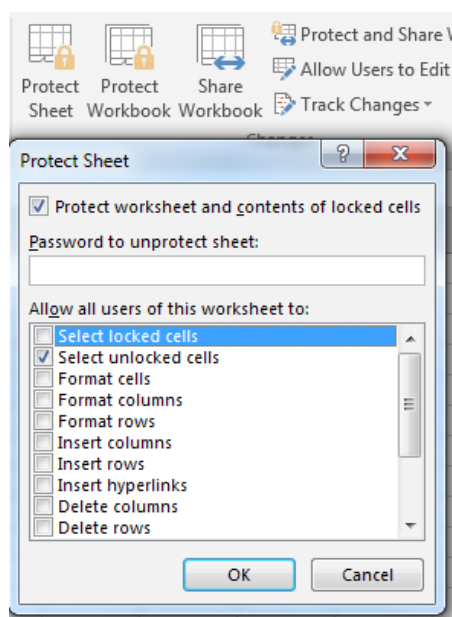 Protect and Share
Allow Users to Edit
Protect Protect Share
Sheet Workbook Workbook Track Changes
Changes
Protect Sheet ? X
Protect worksheet and contents of locked cells
Password to unprotect sheet:
Allow all users of this worksheet to:
Select locked cells
Select unlocked cells
Format cells
Format columns
Format rows
Insert columns
Insert rows
Insert hyperlinks
Delete columns
Delete rows
OK Cancel